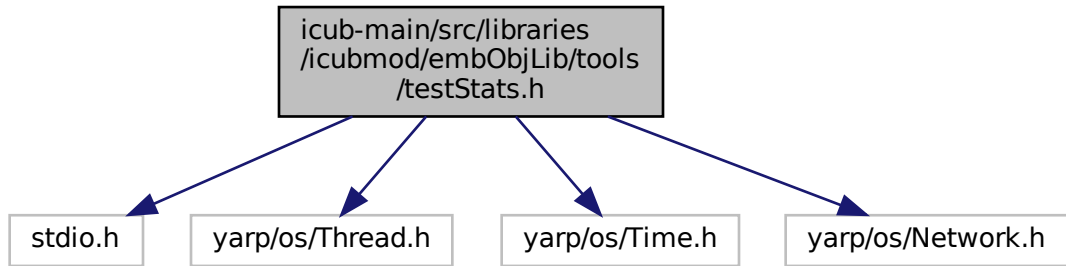 icub-main/src/libraries
/icubmod/embObjLib/tools
/testStats.h
stdio.h
yarp/os/Thread.h
yarp/os/Time.h
yarp/os/Network.h